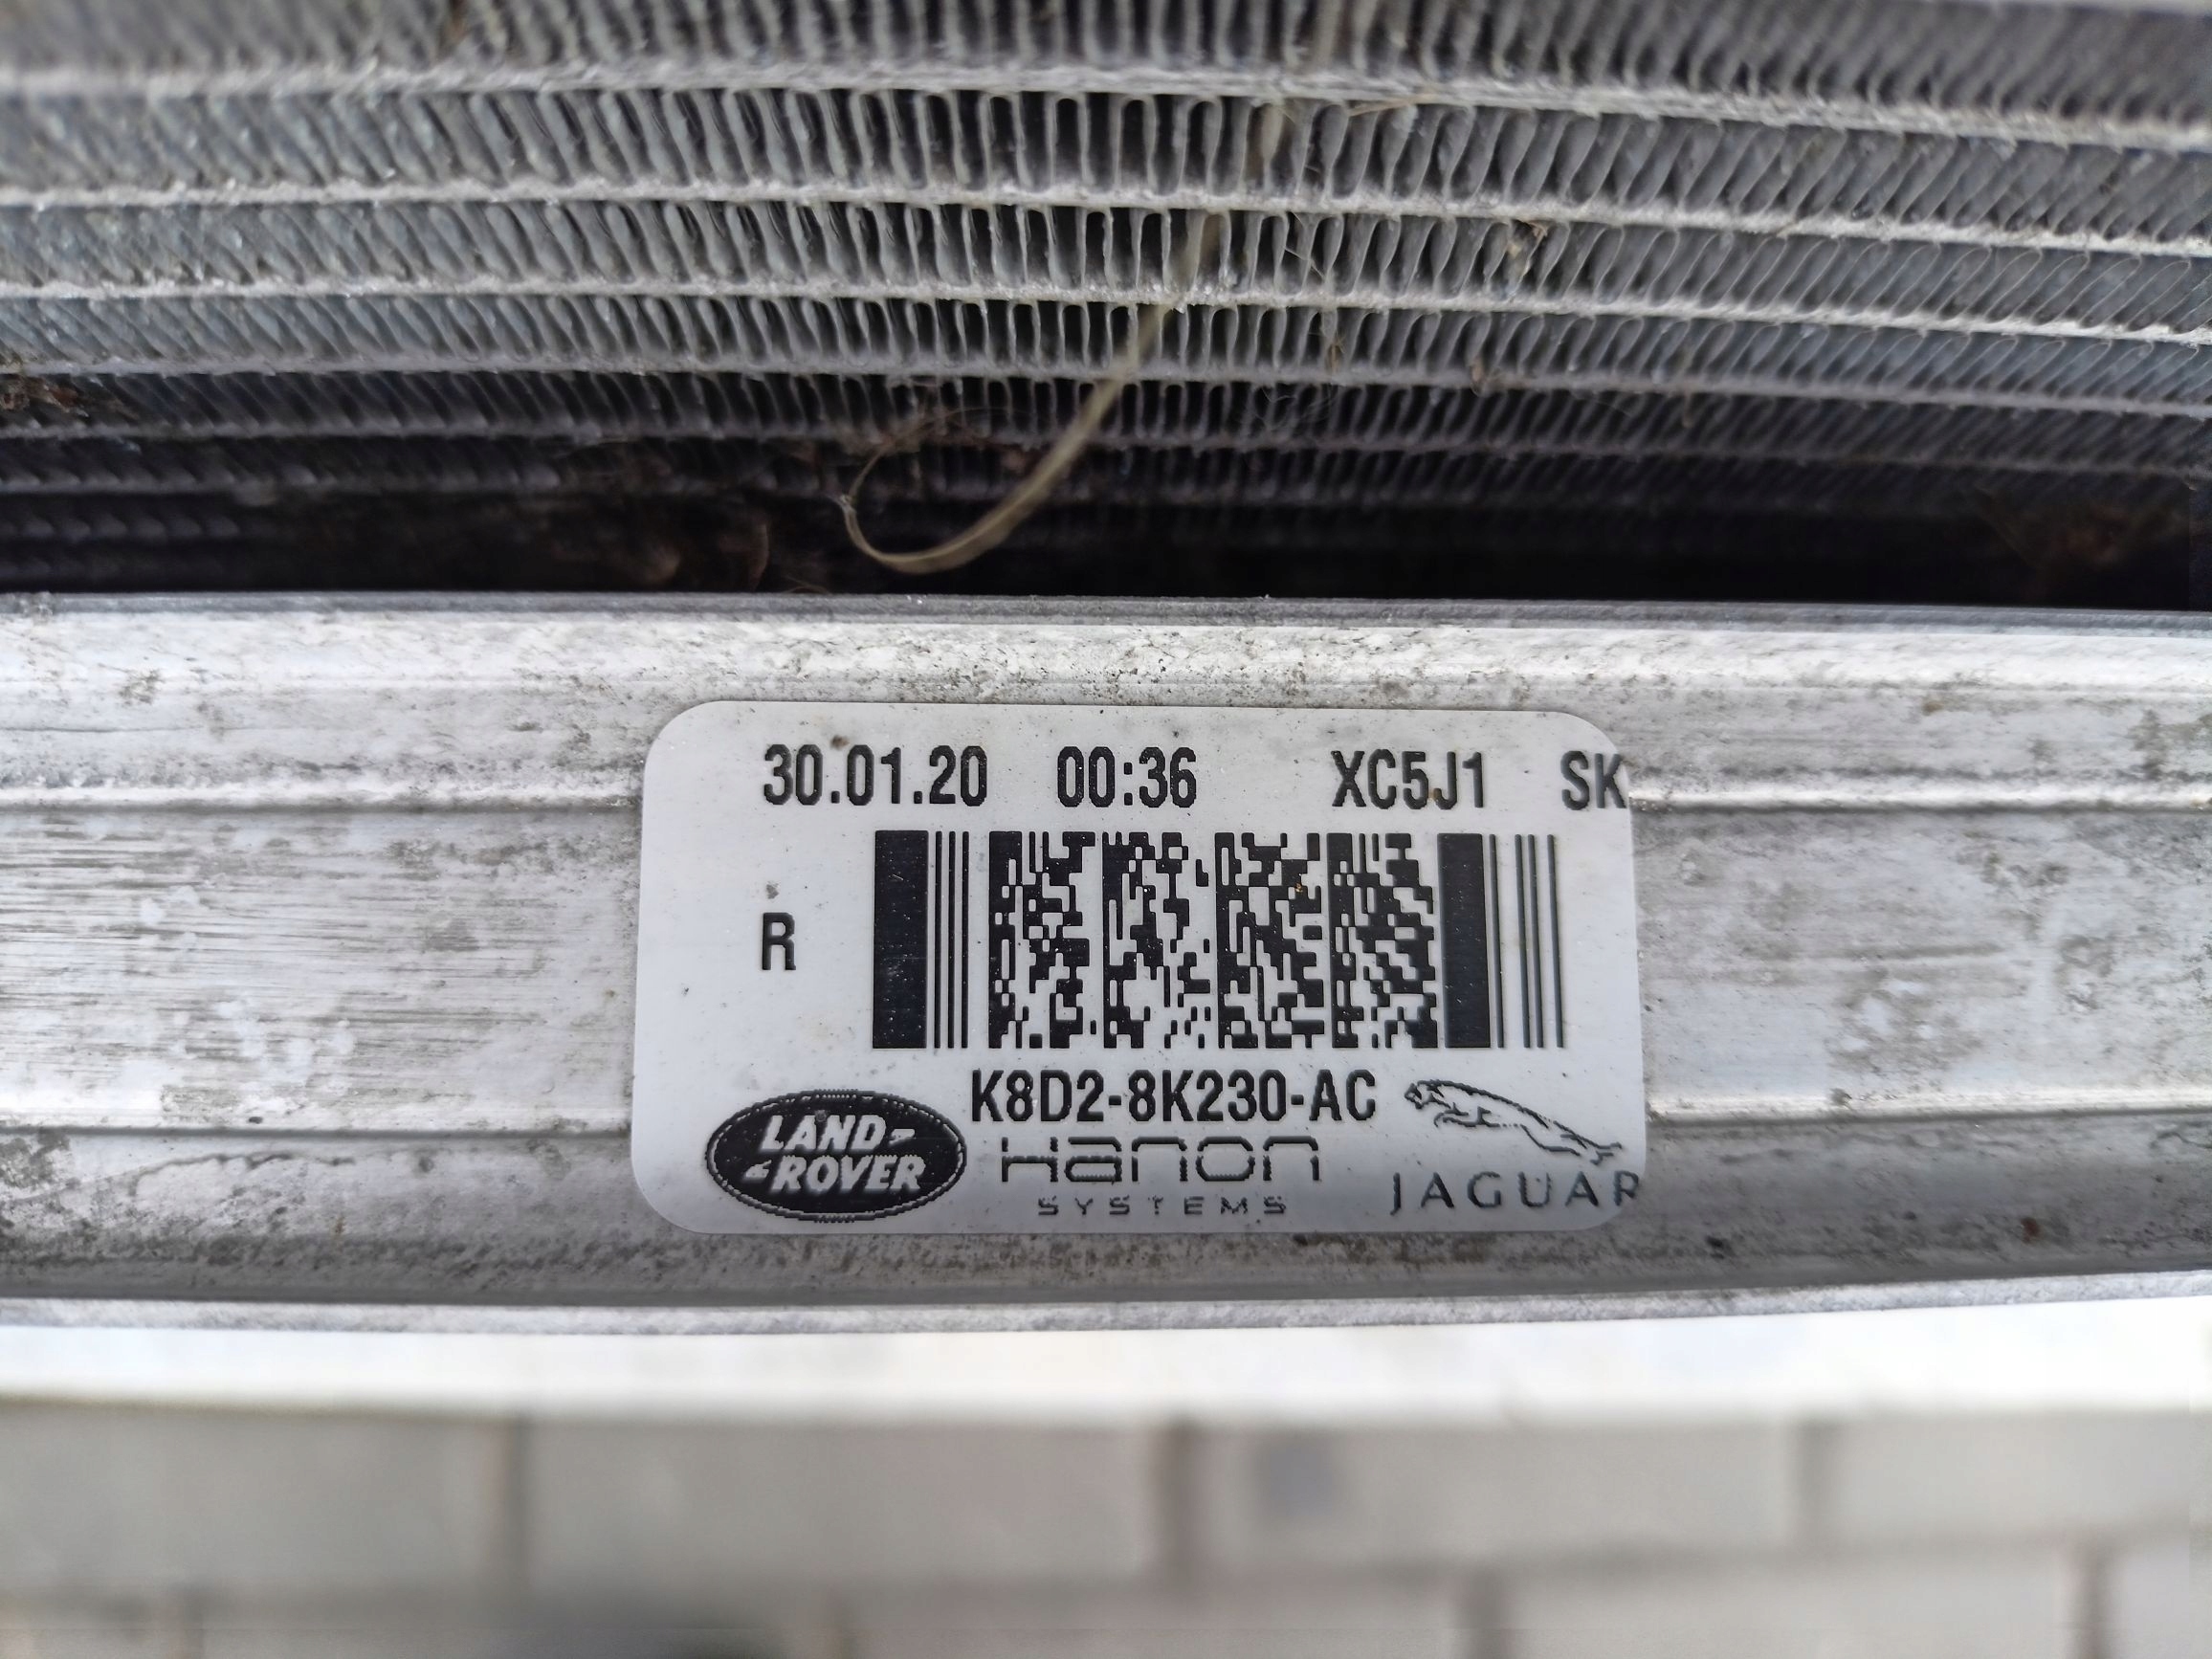 30.01.20 00:36 XC5J1 SK
R
K8D2-8K230-AC
LAND-
-ROVER
Hanon
SYSTEMS
JAGUAR